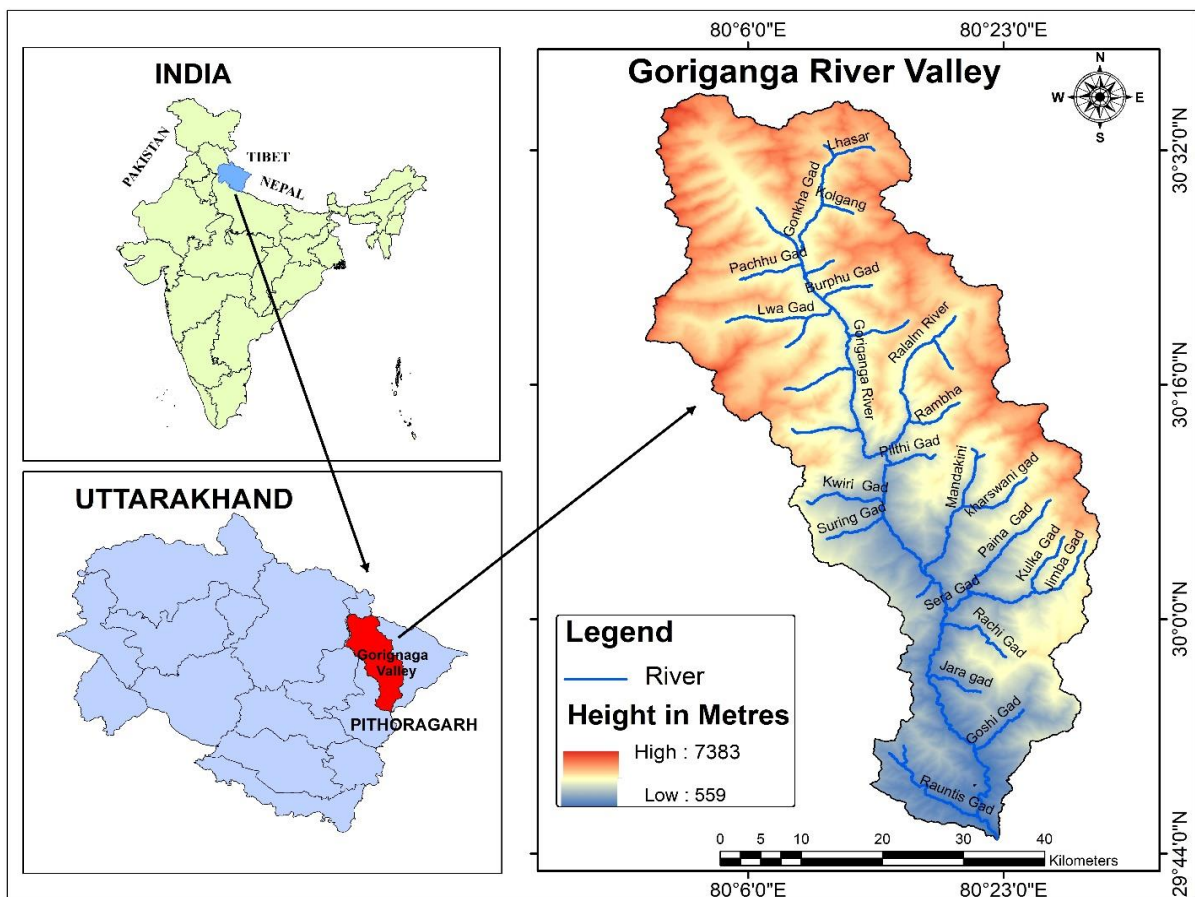 INDIA
PAKISTAN
TIBET
NEPAL
UTTARAKHAND
Gorignaga
Valley
PITHORAGARH
80°6'0"E
80°23'0"E
Goriganga River Valley
N
W
E
S
30°32'0"N
30°16'0"N
30°0'0"N
29°44'0"N
Lhasar
Gonkha Gad
Kolgang
Pachhu Gad
Burphu Gad
Lwa Gad
Goriganga River
Ralalm River
Rambha
Pilthi Gad
Mandakini
kharswani gad
Kwiri Gad
Suring Gad
Paina Gad
Kulka Gad
Jimba Gad
Sera Gad
Rachi Gad
Jara gad
Goshi Gad
Rauntis Gad
Legend
River
Height in Metres
High : 7383
Low : 559
0 5 10 20 30 40
Kilometers
80°6'0"E
80°23'0"E